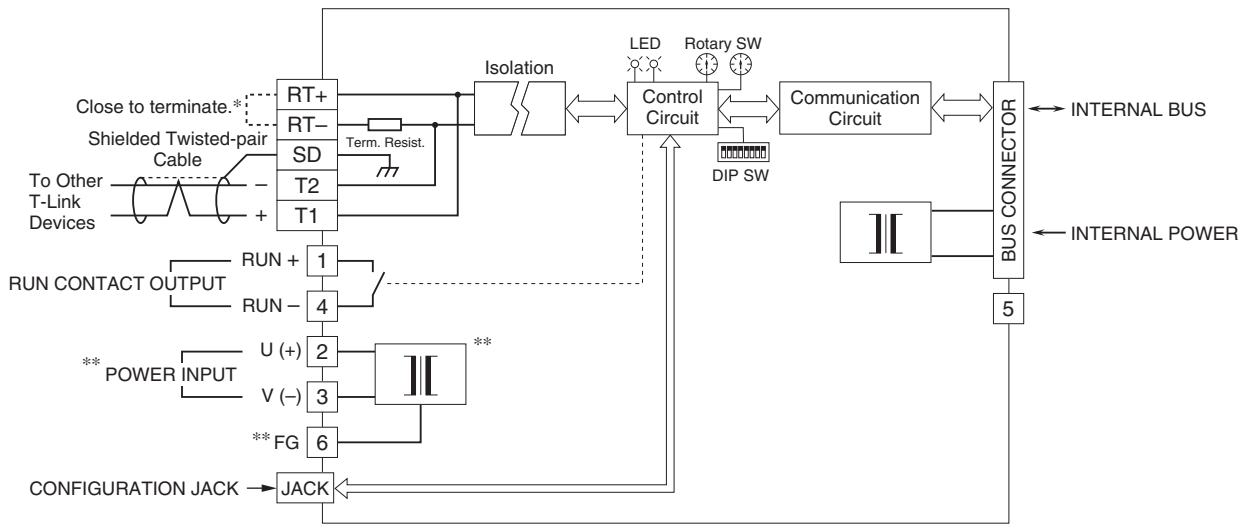 LED
Rotary SW
Isolation
Close to terminate.*
RT+
RT–
Term. Resist.
Control
Circuit
Communication
Circuit
BUS CONNECTOR
INTERNAL BUS
Shielded Twisted-pair
Cable
SD
DIP SW
To Other
T-Link
Devices
–
T2
+
T1
INTERNAL POWER
RUN CONTACT OUTPUT
RUN +
1
RUN –
4
5
** POWER INPUT
U (+)
2
**
V (–)
3
** FG
6
CONFIGURATION JACK
JACK